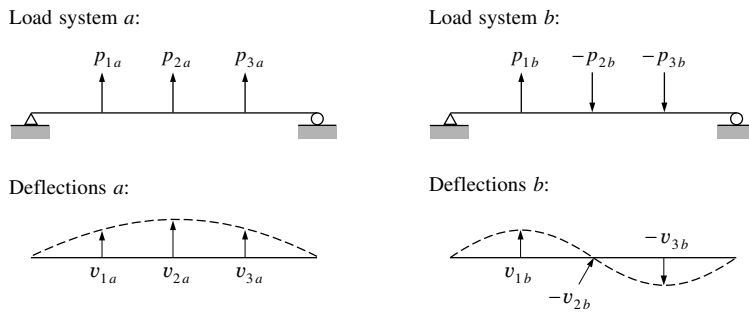 Load system a:
p1a p2a p3a
Deflections a:
v1a v2a v3a
Load system b:
p1b −p2b −p3b
Deflections b:
−v3b
v1b
−v2b